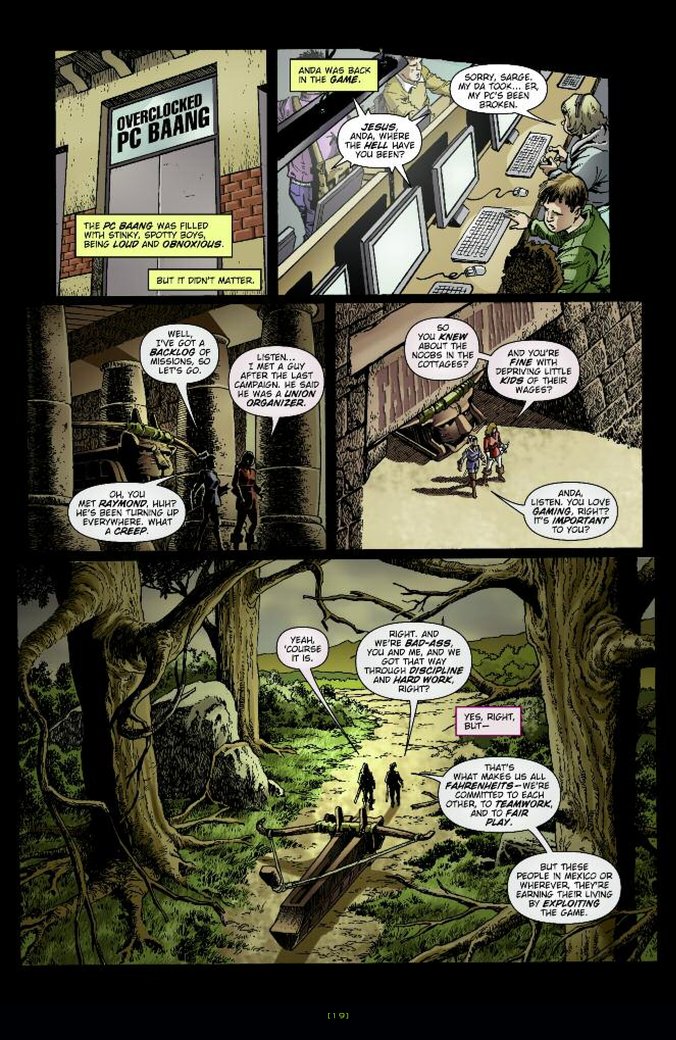 OVERCLOCKED
PC BAANG
THE PC BAANG WAS FILLED
WITH STINKY, SPOTTY BOYS,
BEING LOUD AND OBNOXIOUS.
BUT IT DIDN'T MATTER.
ANDA WAS BACK
IN THE GAME.
JESUS,
ANDA, WHERE
THE HELL HAVE
YOU BEEN?
SORRY, SARGE.
MY DA TOOK... ER,
MY PC'S BEEN
BROKEN.
WELL,
I'VE GOT A
BACKLOG OF
MISSIONS, SO
LET'S GO.
LISTEN...
I MET A GUY
AFTER THE LAST
CAMPAIGN. HE SAID
HE WAS A UNION
ORGANIZER.
OH, YOU
MET RAYMOND, HUH?
HE'S BEEN TURNING UP
EVERYWHERE. WHAT
A CREEP.
SO
YOU KNEW
ABOUT THE
NOOBS IN THE
COTTAGES?
AND YOU'RE
FINE WITH
DEPRIVING LITTLE
KIDS OF THEIR
WAGES?
ANDA,
LISTEN. YOU LOVE
GAMING, RIGHT?
IT'S IMPORTANT
TO YOU?
YEAH,
'COURSE
IT IS.
RIGHT. AND
WE'RE BAD-ASS,
YOU AND ME, AND WE
GOT THAT WAY
THROUGH DISCIPLINE
AND HARD WORK,
RIGHT?
YES, RIGHT,
BUT—
THAT'S
WHAT MAKES US ALL
FAHRENHEITS—WE'RE
COMMITTED TO EACH
OTHER, TO TEAMWORK,
AND TO FAIR
PLAY.
BUT THESE
PEOPLE IN MEXICO OR
WHEREVER, THEY'RE
EARNING THEIR LIVING
BY EXPLOITING
THE GAME.
[19]